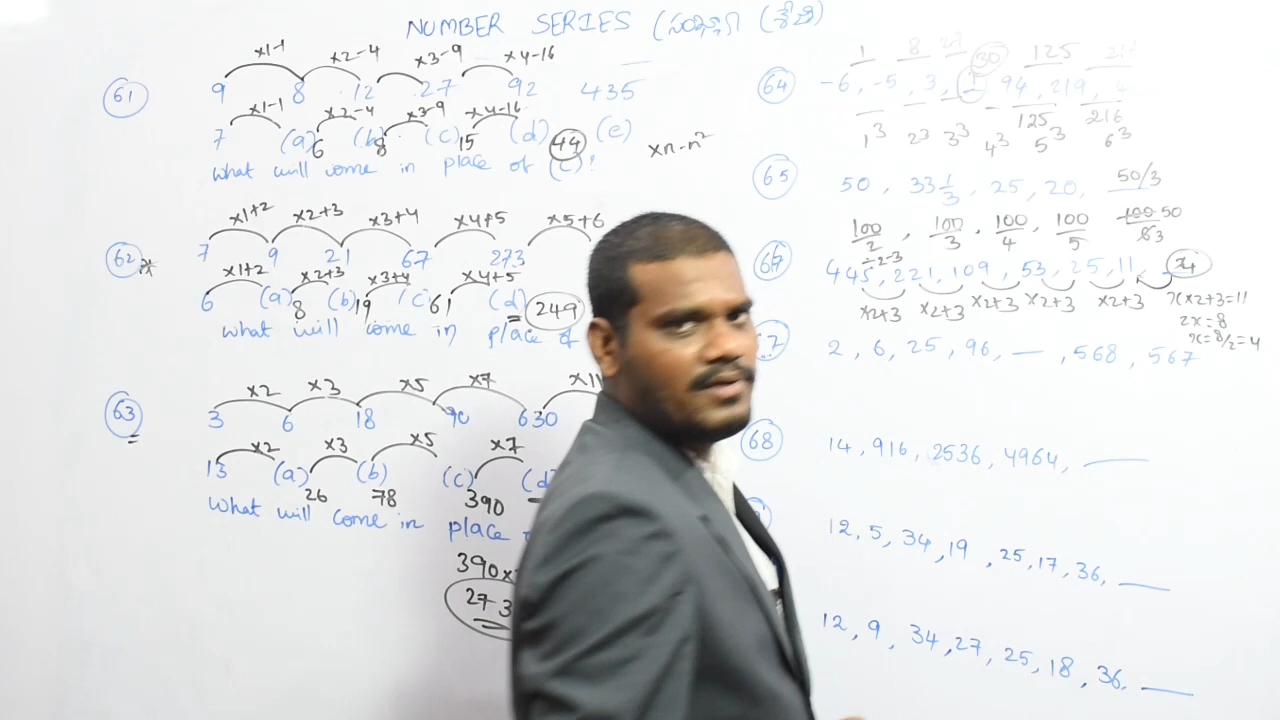 NUMBER SERIES (సంఖ్యా శ్రేణి)
61
×1-1 ×2-4 ×3-9 ×4-16
9 8 12 27 92 435
×1-1 ×2-4 ×3-9 ×4-16
7 (a) (b) (c) (d) (e)
6 8 15 44
×n-n²
what will come in place of (c)?
62
×1+2 ×2+3 ×3+4 ×4+5 ×5+6
7 9 21 67 273
×1+2 ×2+3 ×3+4 ×4+5
6 (a) (b) (c) (d)
8 19 61 249
what will come in place of
63
×2 ×3 ×5 ×7
3 6 18 90 630
×2 ×3 ×5 ×7
13 (a) (b) (c) (d
26 78 390
What will come in place
390×
273
64
1 8 27 30 125
-6, -5, 3, 94, 219,
125 216
1³ 2³ 3³ 4³ 5³ 6³
65
50, 33 1/3, 25, 20, 50/3
100/2, 100/3, 100/4, 100/5
50
3
÷2-3
445, 221, 109, 53, 25, 11,
×2+3 ×2+3 ×2+3 ×2+3 ×2+3
x×2+3=11
2x=8
x=8/2=4
2, 6, 25, 96, —, 568, 567
68
14, 916, 2536, 4964, ___
12, 5, 34, 19, 25, 17, 36, ___
12, 9, 34, 27, 25, 18, 36, ___